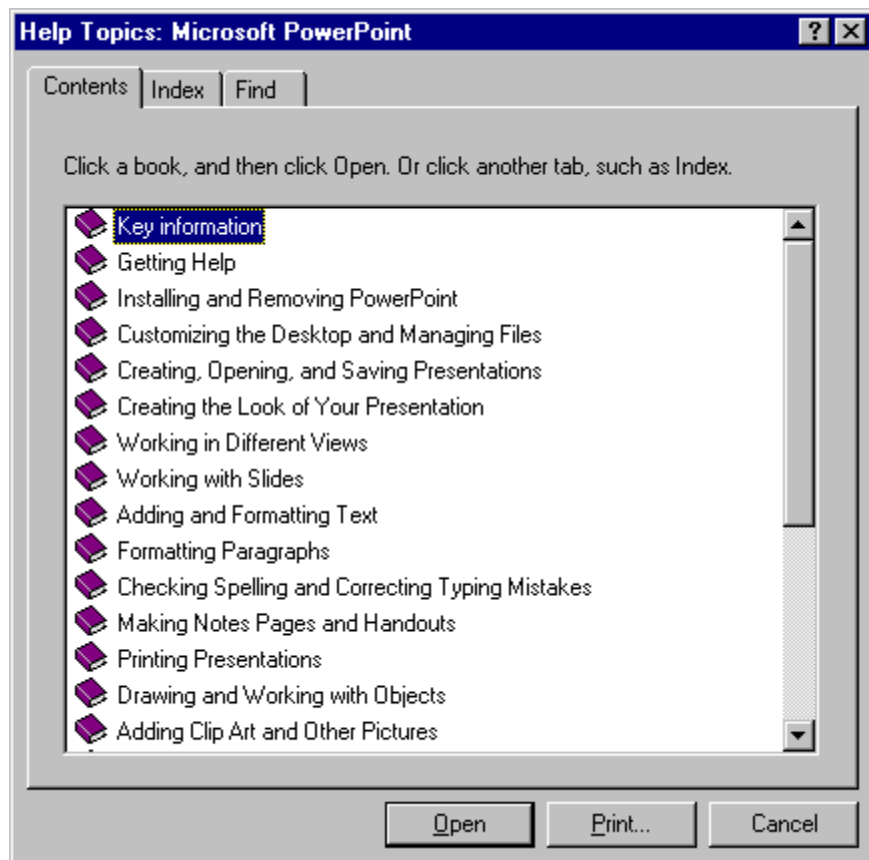 Help Topics: Microsoft PowerPoint
Contents Index Find
Click a book, and then click Open. Or click another tab, such as Index.
Key information
Getting Help
Installing and Removing PowerPoint
Customizing the Desktop and Managing Files
Creating, Opening, and Saving Presentations
Creating the Look of Your Presentation
Working in Different Views
Working with Slides
Adding and Formatting Text
Formatting Paragraphs
Checking Spelling and Correcting Typing Mistakes
Making Notes Pages and Handouts
Printing Presentations
Drawing and Working with Objects
Adding Clip Art and Other Pictures
Open Print... Cancel